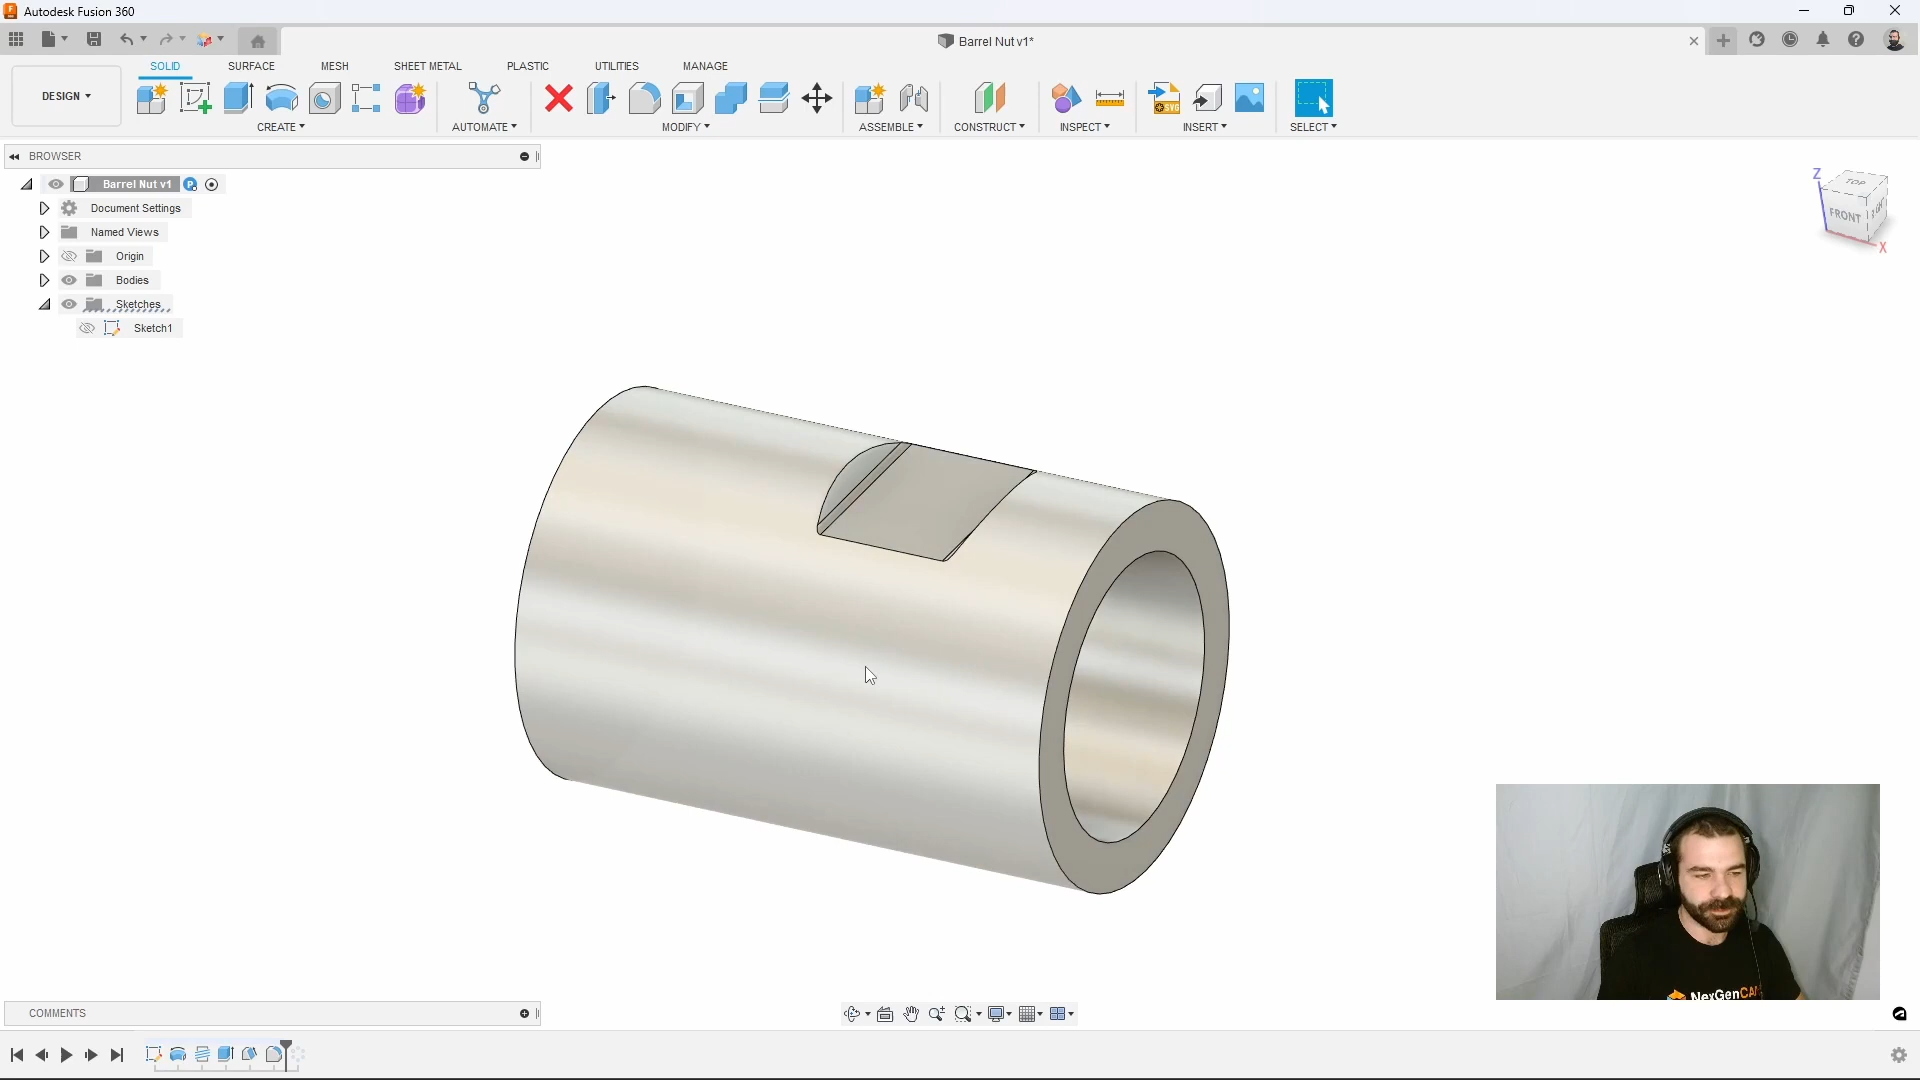 Autodesk Fusion 360
Barrel Nut v1*
SOLID SURFACE MESH SHEET METAL PLASTIC UTILITIES MANAGE
DESIGN
CREATE AUTOMATE MODIFY ASSEMBLE CONSTRUCT INSPECT INSERT SELECT
SVG
BROWSER
Barrel Nut v1
Document Settings
Named Views
Origin
Bodies
Sketches
Sketch1
Z
TOP
FRONT
X
NexGenCAM
COMMENTS